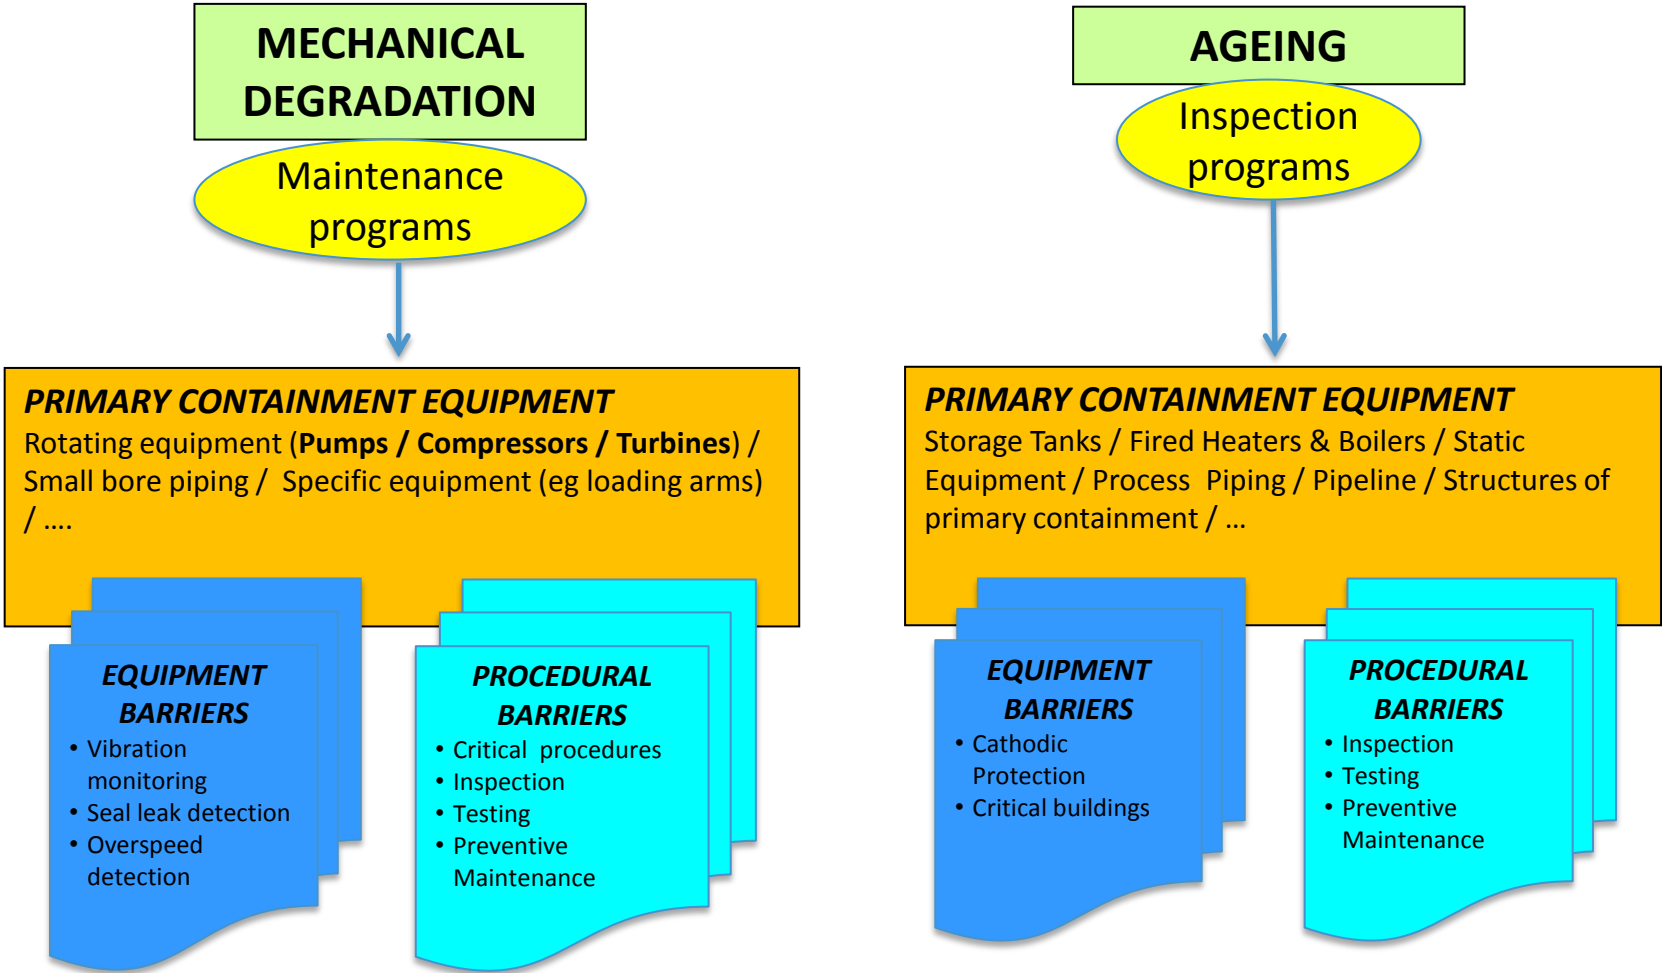 MECHANICAL
DEGRADATION
Maintenance
programs
PRIMARY CONTAINMENT EQUIPMENT
Rotating equipment (Pumps / Compressors / Turbines) /
Small bore piping / Specific equipment (eg loading arms)
/ ....
EQUIPMENT
BARRIERS
• Vibration
monitoring
• Seal leak detection
• Overspeed
detection
PROCEDURAL
BARRIERS
• Critical procedures
• Inspection
• Testing
• Preventive
Maintenance
AGEING
Inspection
programs
PRIMARY CONTAINMENT EQUIPMENT
Storage Tanks / Fired Heaters & Boilers / Static
Equipment / Process Piping / Pipeline / Structures of
primary containment / ...
EQUIPMENT
BARRIERS
• Cathodic
Protection
• Critical buildings
PROCEDURAL
BARRIERS
• Inspection
• Testing
• Preventive
Maintenance